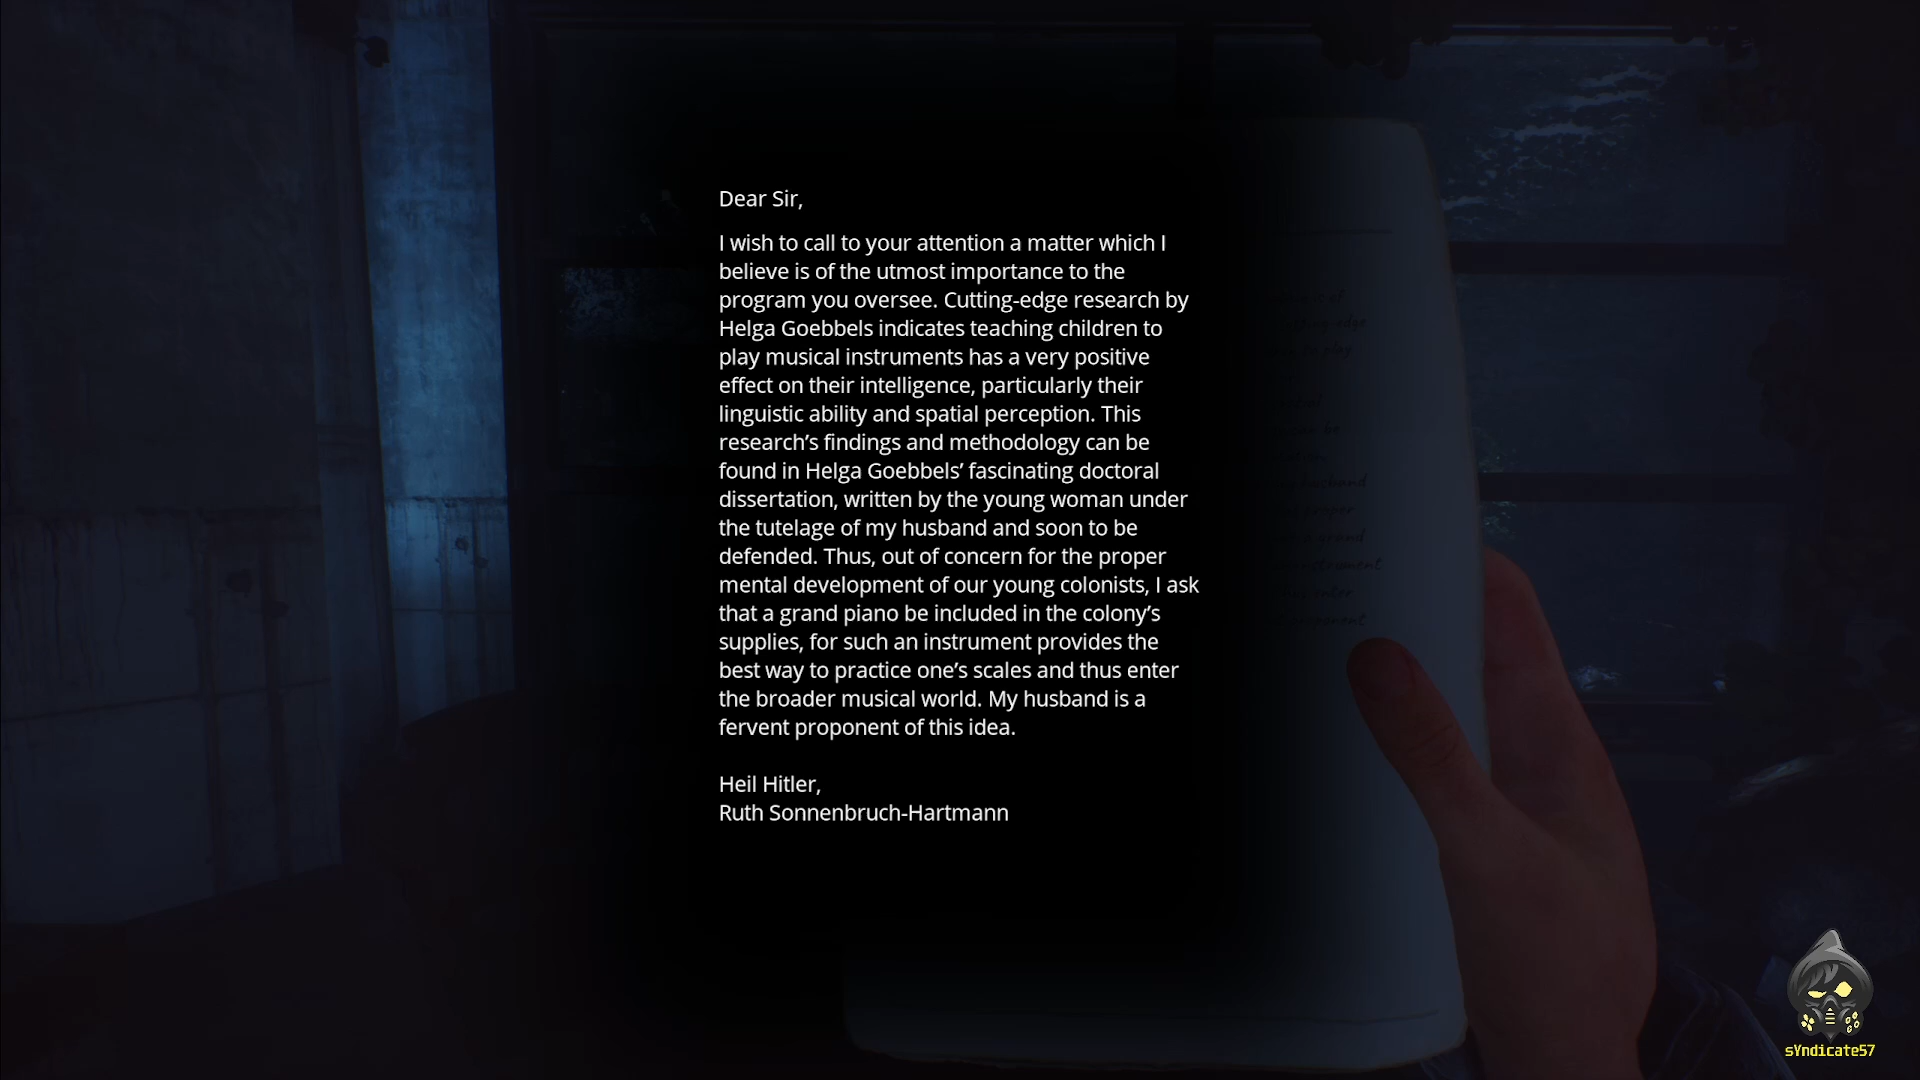 Dear Sir,
I wish to call to your attention a matter which I
believe is of the utmost importance to the
program you oversee. Cutting-edge research by
Helga Goebbels indicates teaching children to
play musical instruments has a very positive
effect on their intelligence, particularly their
linguistic ability and spatial perception. This
research’s findings and methodology can be
found in Helga Goebbels’ fascinating doctoral
dissertation, written by the young woman under
the tutelage of my husband and soon to be
defended. Thus, out of concern for the proper
mental development of our young colonists, I ask
that a grand piano be included in the colony’s
supplies, for such an instrument provides the
best way to practice one’s scales and thus enter
the broader musical world. My husband is a
fervent proponent of this idea.
Heil Hitler,
Ruth Sonnenbruch-Hartmann
sYndicate57